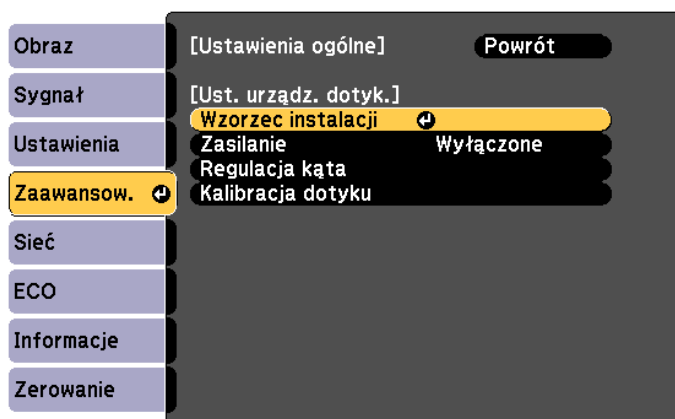 Obraz
Sygnał
Ustawienia
Zaawansow.
Sieć
ECO
Informacje
Zerowanie
[Ustawienia ogólne] Powrót
[Ust. urządz. dotyk.]
Wzorzec instalacji
Zasilanie Wyłączone
Regulacja kąta
Kalibracja dotyku